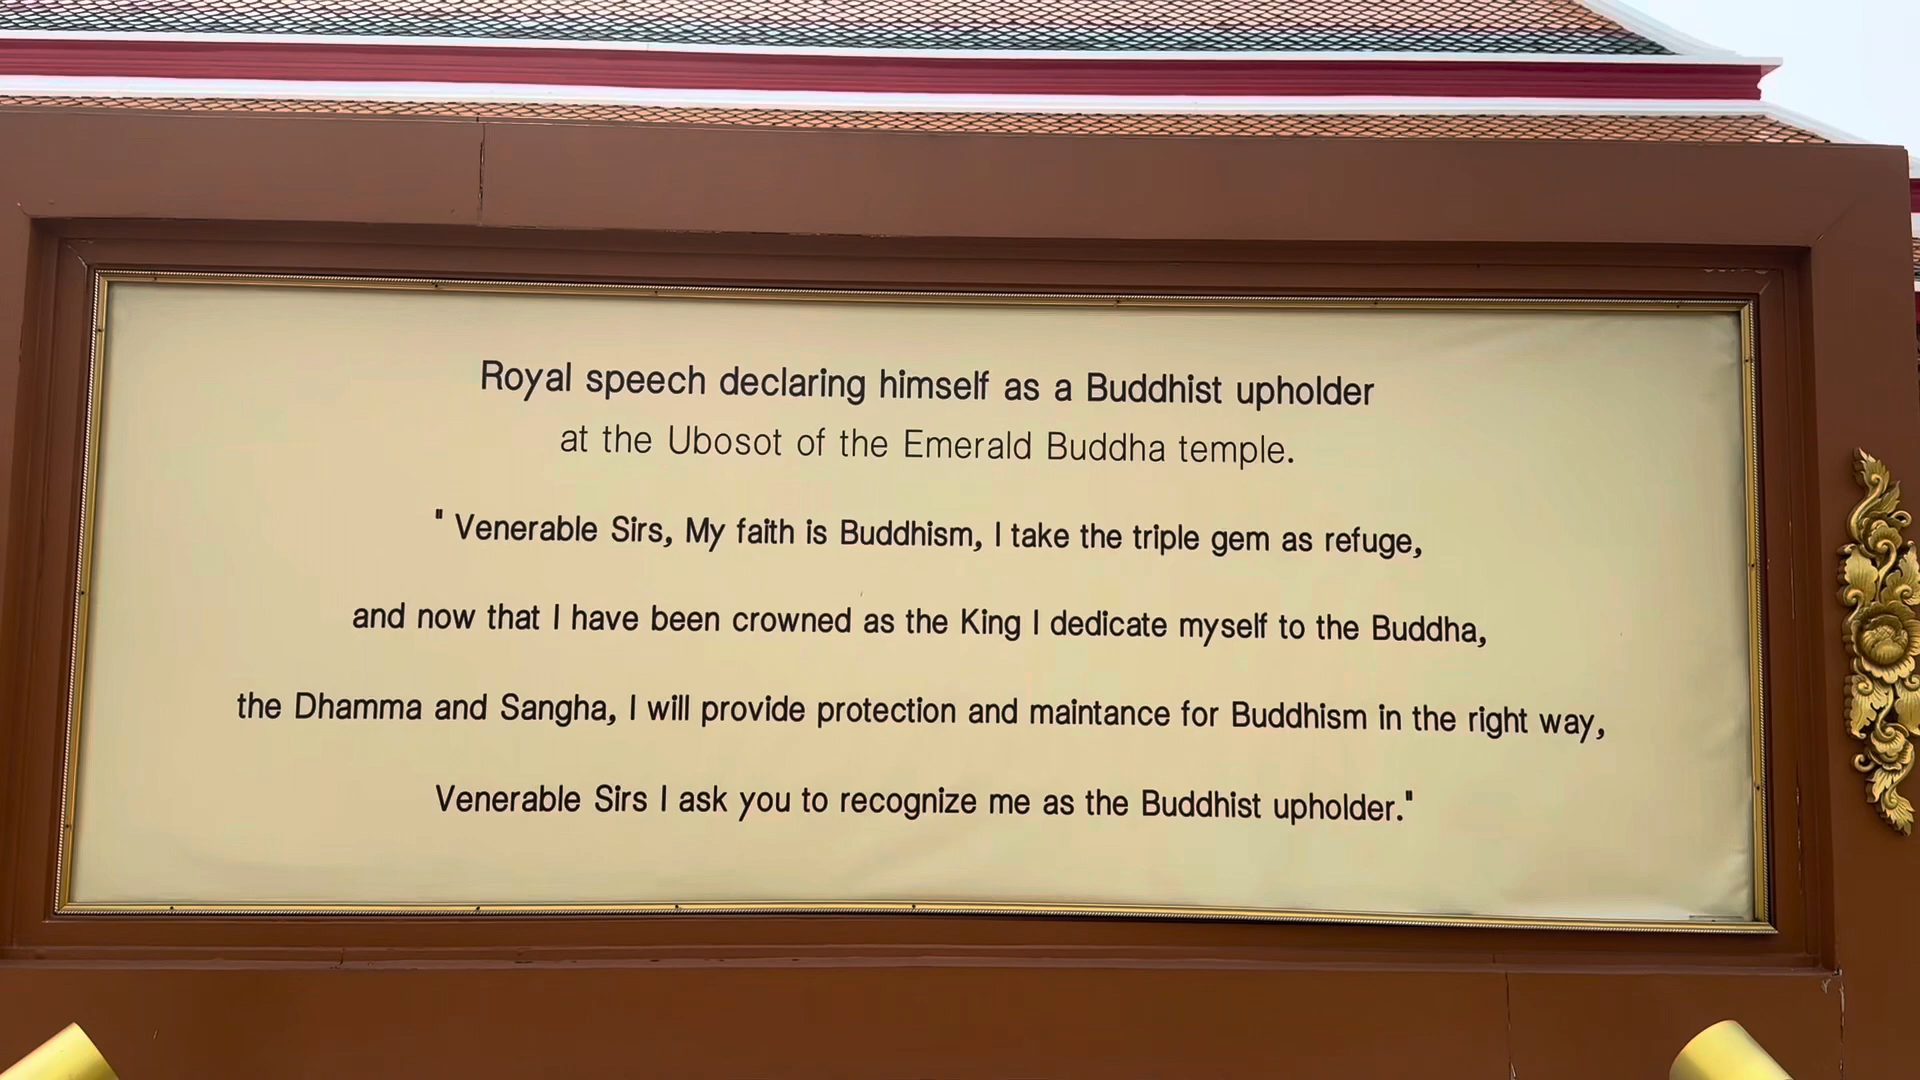 Royal speech declaring himself as a Buddhist upholder
at the Ubosot of the Emerald Buddha temple.
" Venerable Sirs, My faith is Buddhism, I take the triple gem as refuge,
and now that I have been crowned as the King I dedicate myself to the Buddha,
the Dhamma and Sangha, I will provide protection and maintance for Buddhism in the right way,
Venerable Sirs I ask you to recognize me as the Buddhist upholder."